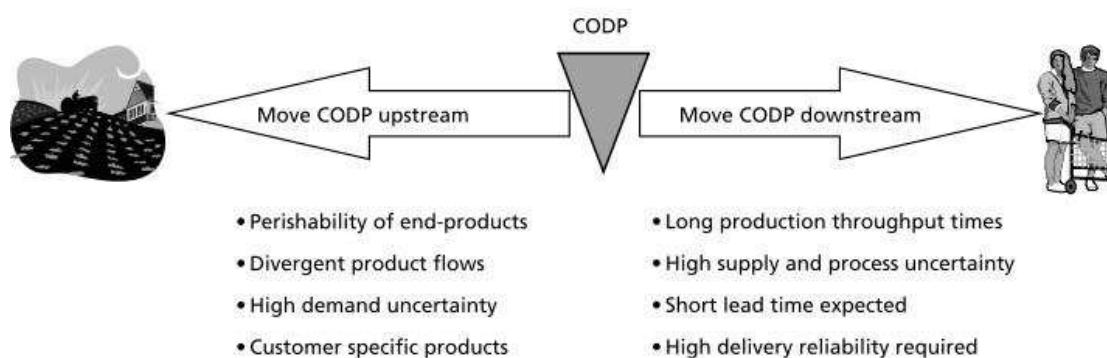 CODP
Move CODP upstream
Move CODP downstream
• Perishability of end-products
• Divergent product flows
• High demand uncertainty
• Customer specific products
• Long production throughput times
• High supply and process uncertainty
• Short lead time expected
• High delivery reliability required